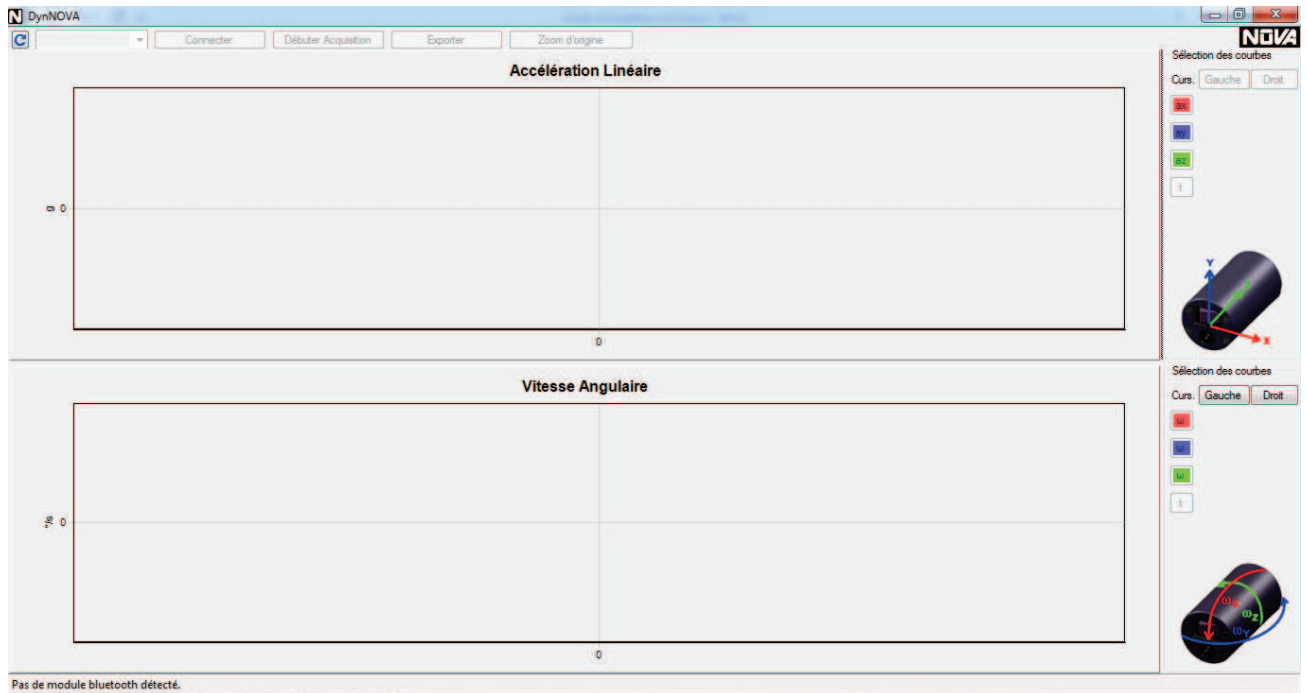 DynNOVA
Connecter Débuter Acquisition Exporter Zoom d'origine
NOVA
Accélération Linéaire
Sélection des courbes
Curs. Gauche Droit
ax
ay
az
t
g 0
0
Y
Z
X
Vitesse Angulaire
Sélection des courbes
Curs. Gauche Droit
ω
ω
ω
t
°/s 0
0
ωX
ωZ
ωY
Pas de module bluetooth détecté.